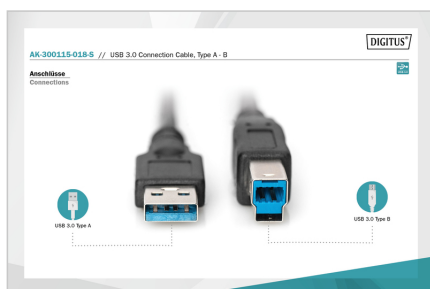 DIGITUS®
AK-300115-018-S // USB 3.0 Connection Cable, Type A - B
Anschlüsse
Connections
USB 3.0 Type A
USB 3.0 Type B